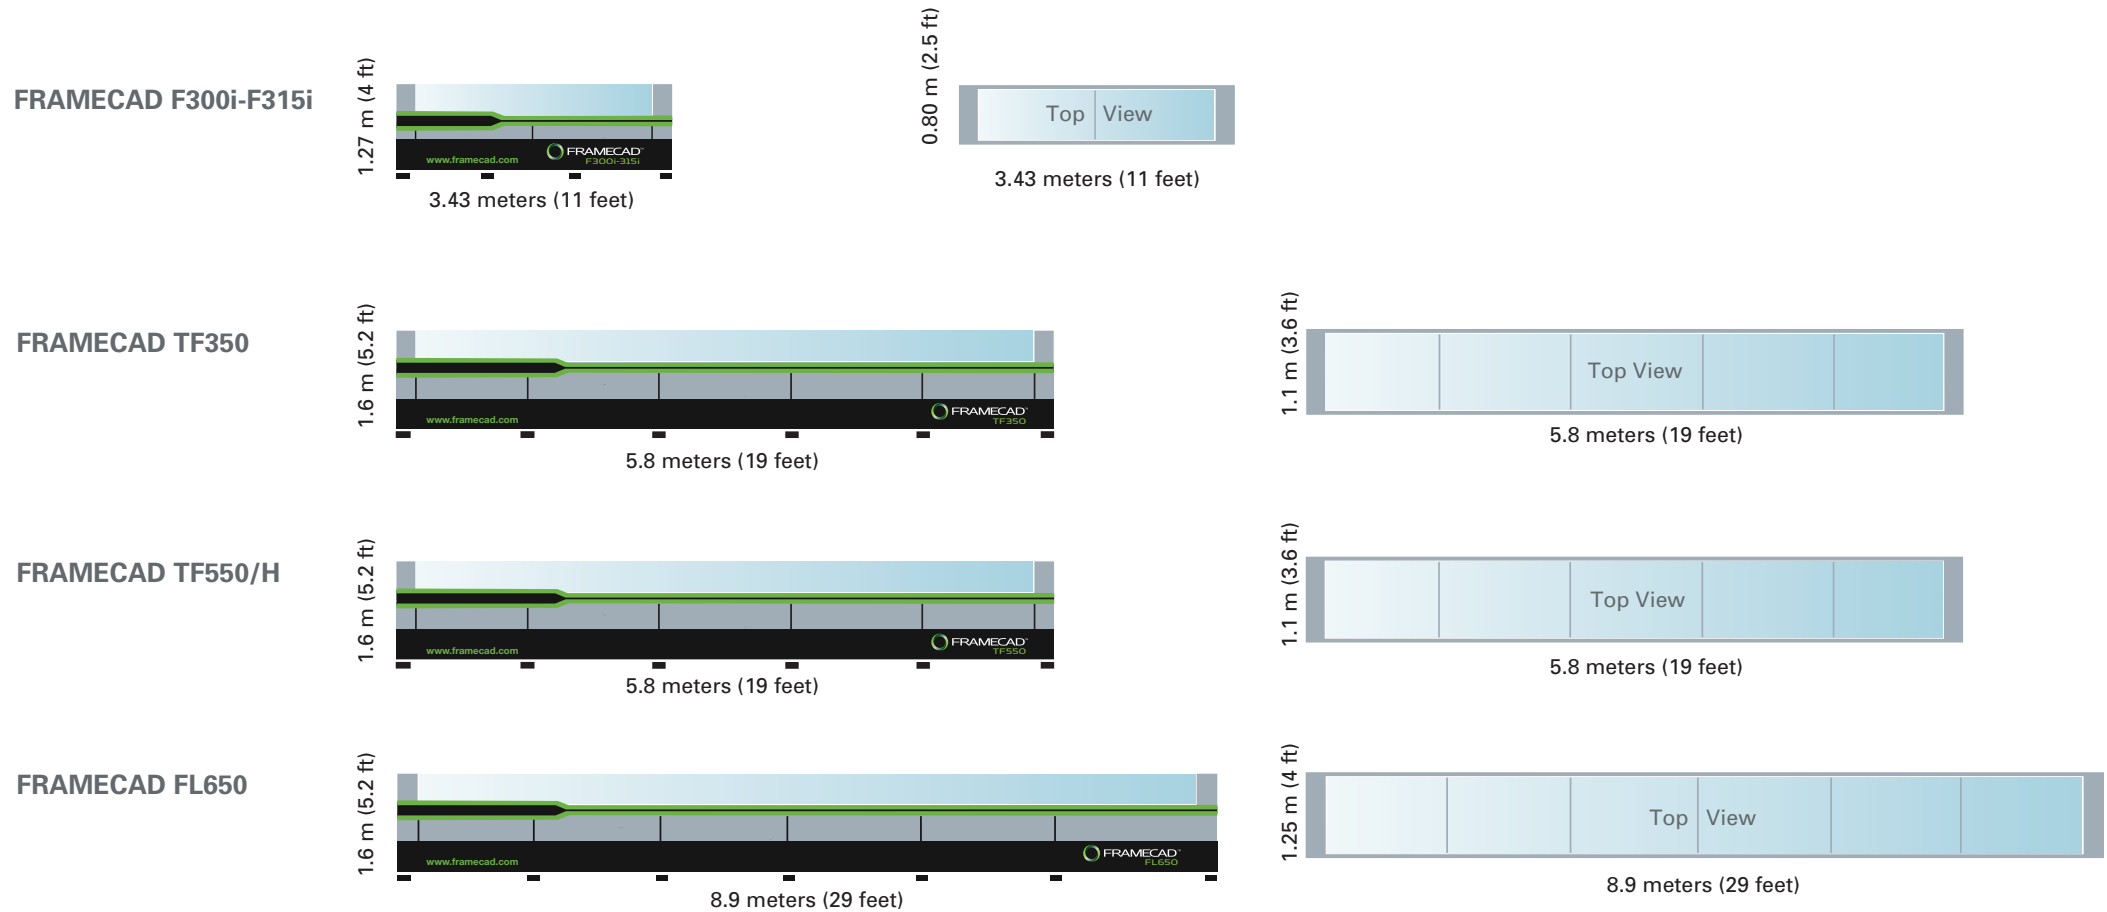 FRAMECAD F300i-F315i
1.27 m (4 ft)
www.framecad.com
FRAMECAD™
F300i-315i
3.43 meters (11 feet)
0.80 m (2.5 ft)
Top View
3.43 meters (11 feet)
FRAMECAD TF350
1.6 m (5.2 ft)
www.framecad.com
FRAMECAD™
TF350
5.8 meters (19 feet)
1.1 m (3.6 ft)
Top View
5.8 meters (19 feet)
FRAMECAD TF550/H
1.6 m (5.2 ft)
www.framecad.com
FRAMECAD™
TF550
5.8 meters (19 feet)
1.1 m (3.6 ft)
Top View
5.8 meters (19 feet)
FRAMECAD FL650
1.6 m (5.2 ft)
www.framecad.com
FRAMECAD™
FL650
8.9 meters (29 feet)
1.25 m (4 ft)
Top View
8.9 meters (29 feet)